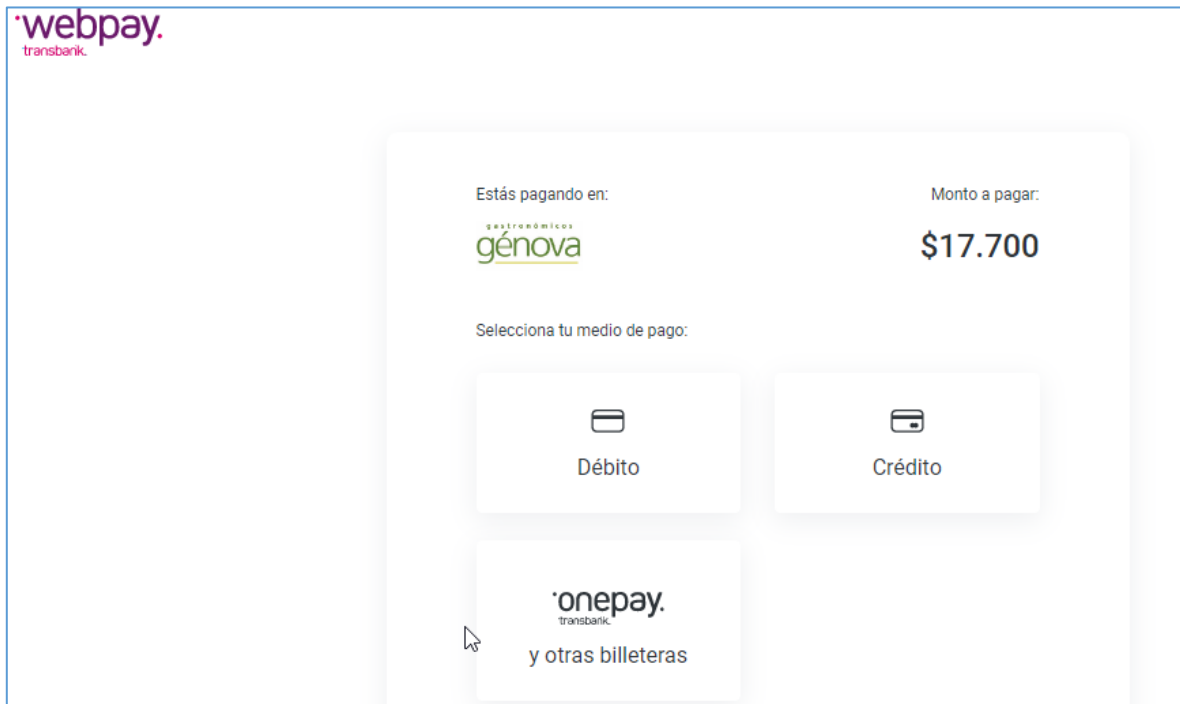 webpay.
transbank.
Estás pagando en:
Monto a pagar:
gastronómicos
génova
$17.700
Selecciona tu medio de pago:
Débito
Crédito
onepay.
transbank.
y otras billeteras